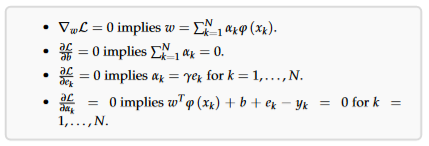 • ∇_w ℒ = 0 implies w = ∑_{k=1}^{N} α_k φ (x_k).
• ∂ℒ/∂b = 0 implies ∑_{k=1}^{N} α_k = 0.
• ∂ℒ/∂e_k = 0 implies α_k = γe_k for k = 1, . . . , N.
• ∂ℒ/∂α_k = 0 implies w^T φ (x_k) + b + e_k − y_k = 0 for k =
1, . . . , N.